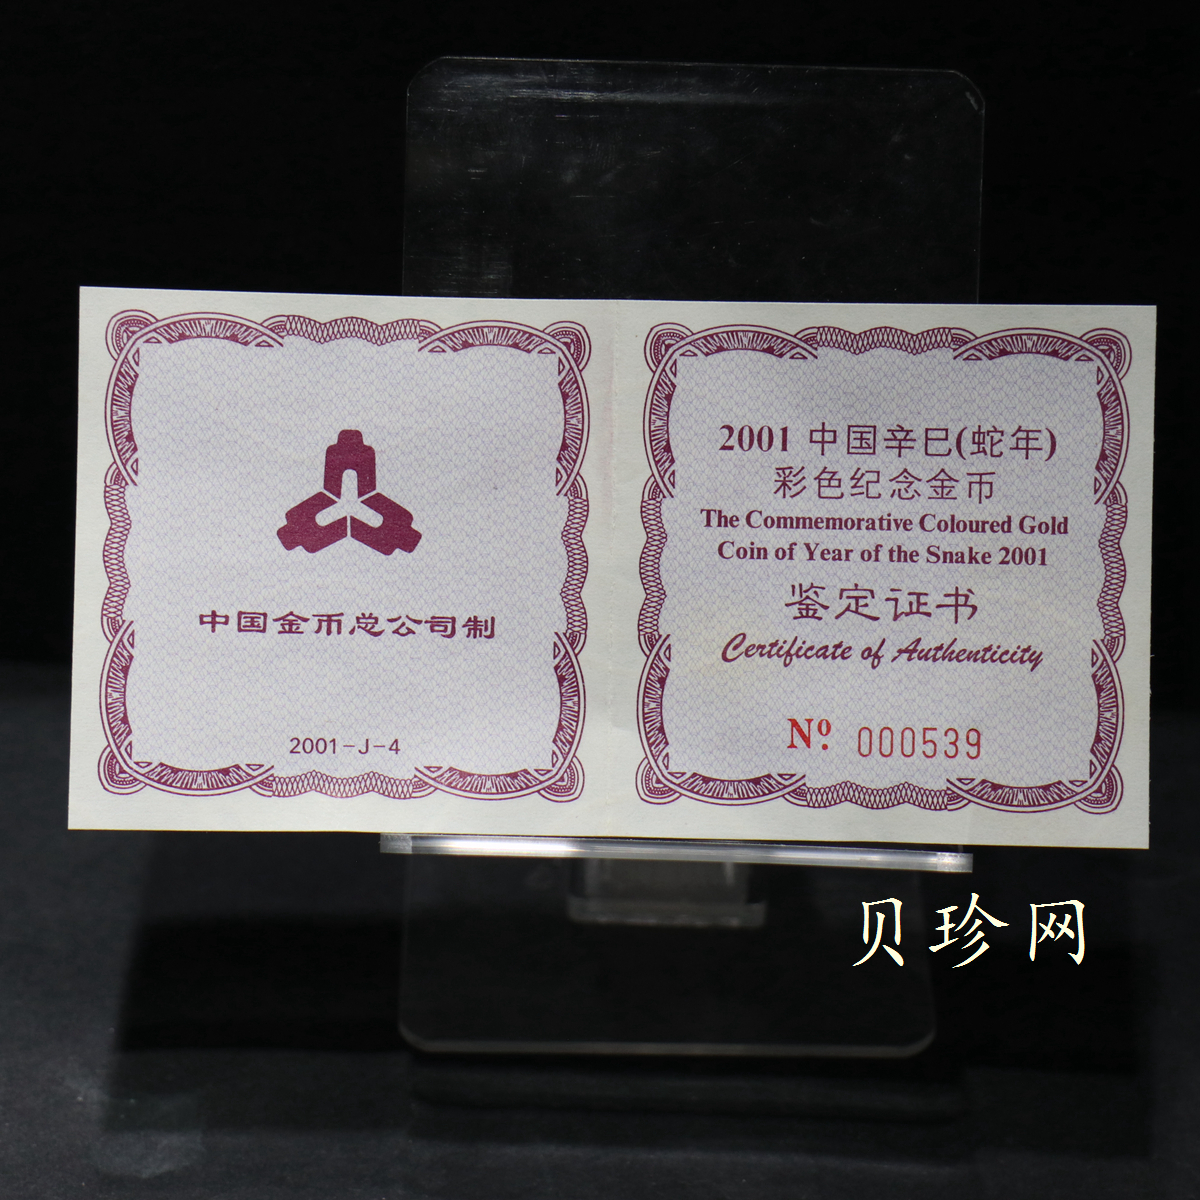 中国金币总公司制
2001-J-4
2001 中国辛巳(蛇年)
彩色纪念金币
The Commemorative Coloured Gold
Coin of Year of the Snake 2001
鉴定证书
Certificate of Authenticity
Nº 000539
贝珍网